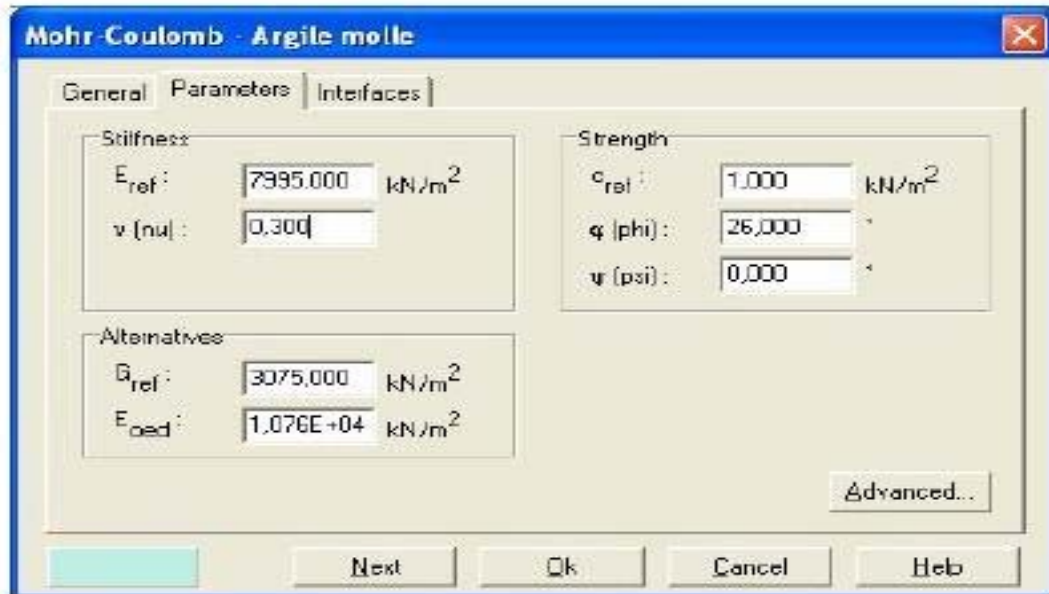 Mohr-Coulomb - Argile molle
General Parameters Interfaces
Stiffness
E_ref : 7995,000 kN/m²
ν (nu) : 0,300
Strength
c_ref : 1,000 kN/m²
φ (phi) : 26,000 °
ψ (psi) : 0,000 °
Alternatives
G_ref : 3075,000 kN/m²
E_oed : 1,076E+04 kN/m²
Advanced...
Next Ok Cancel Help